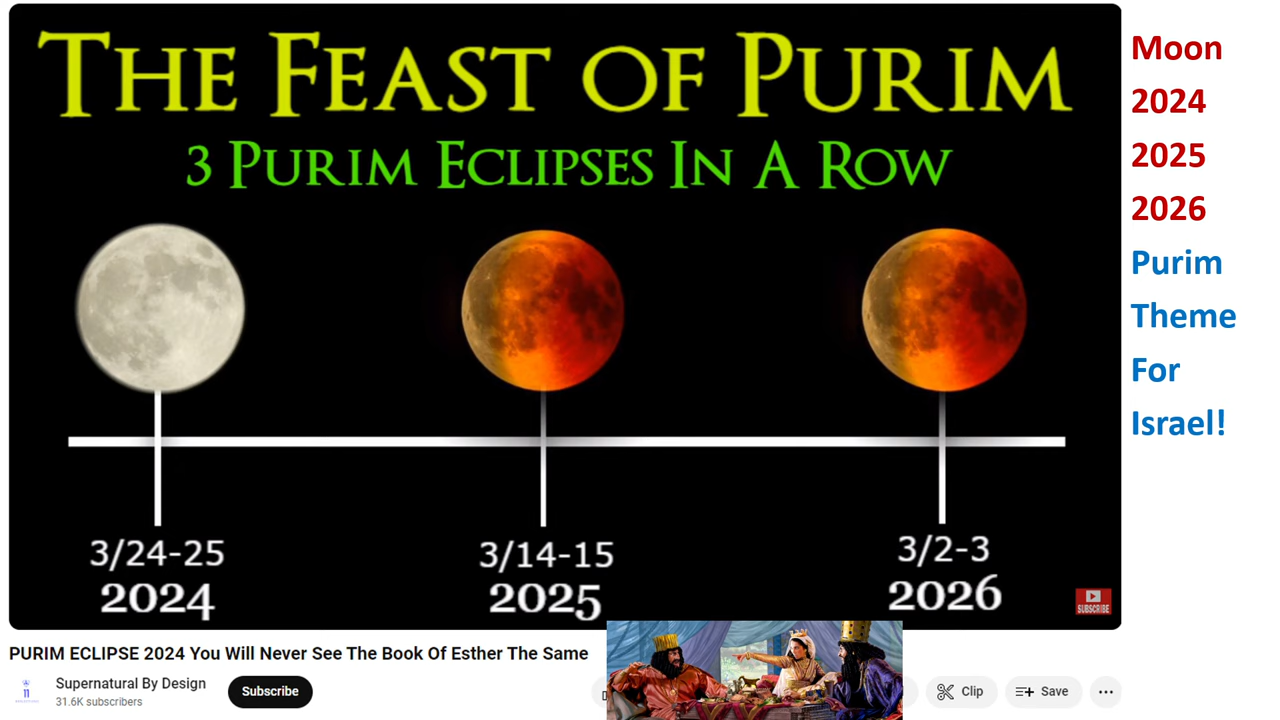 THE FEAST OF PURIM
3 PURIM ECLIPSES IN A ROW
3/24-25
2024
3/14-15
2025
3/2-3
2026
SUBSCRIBE
Moon
2024
2025
2026
Purim
Theme
For
Israel!
PURIM ECLIPSE 2024 You Will Never See The Book Of Esther The Same
11
Supernatural By Design
31.6K subscribers
Subscribe
Clip
Save